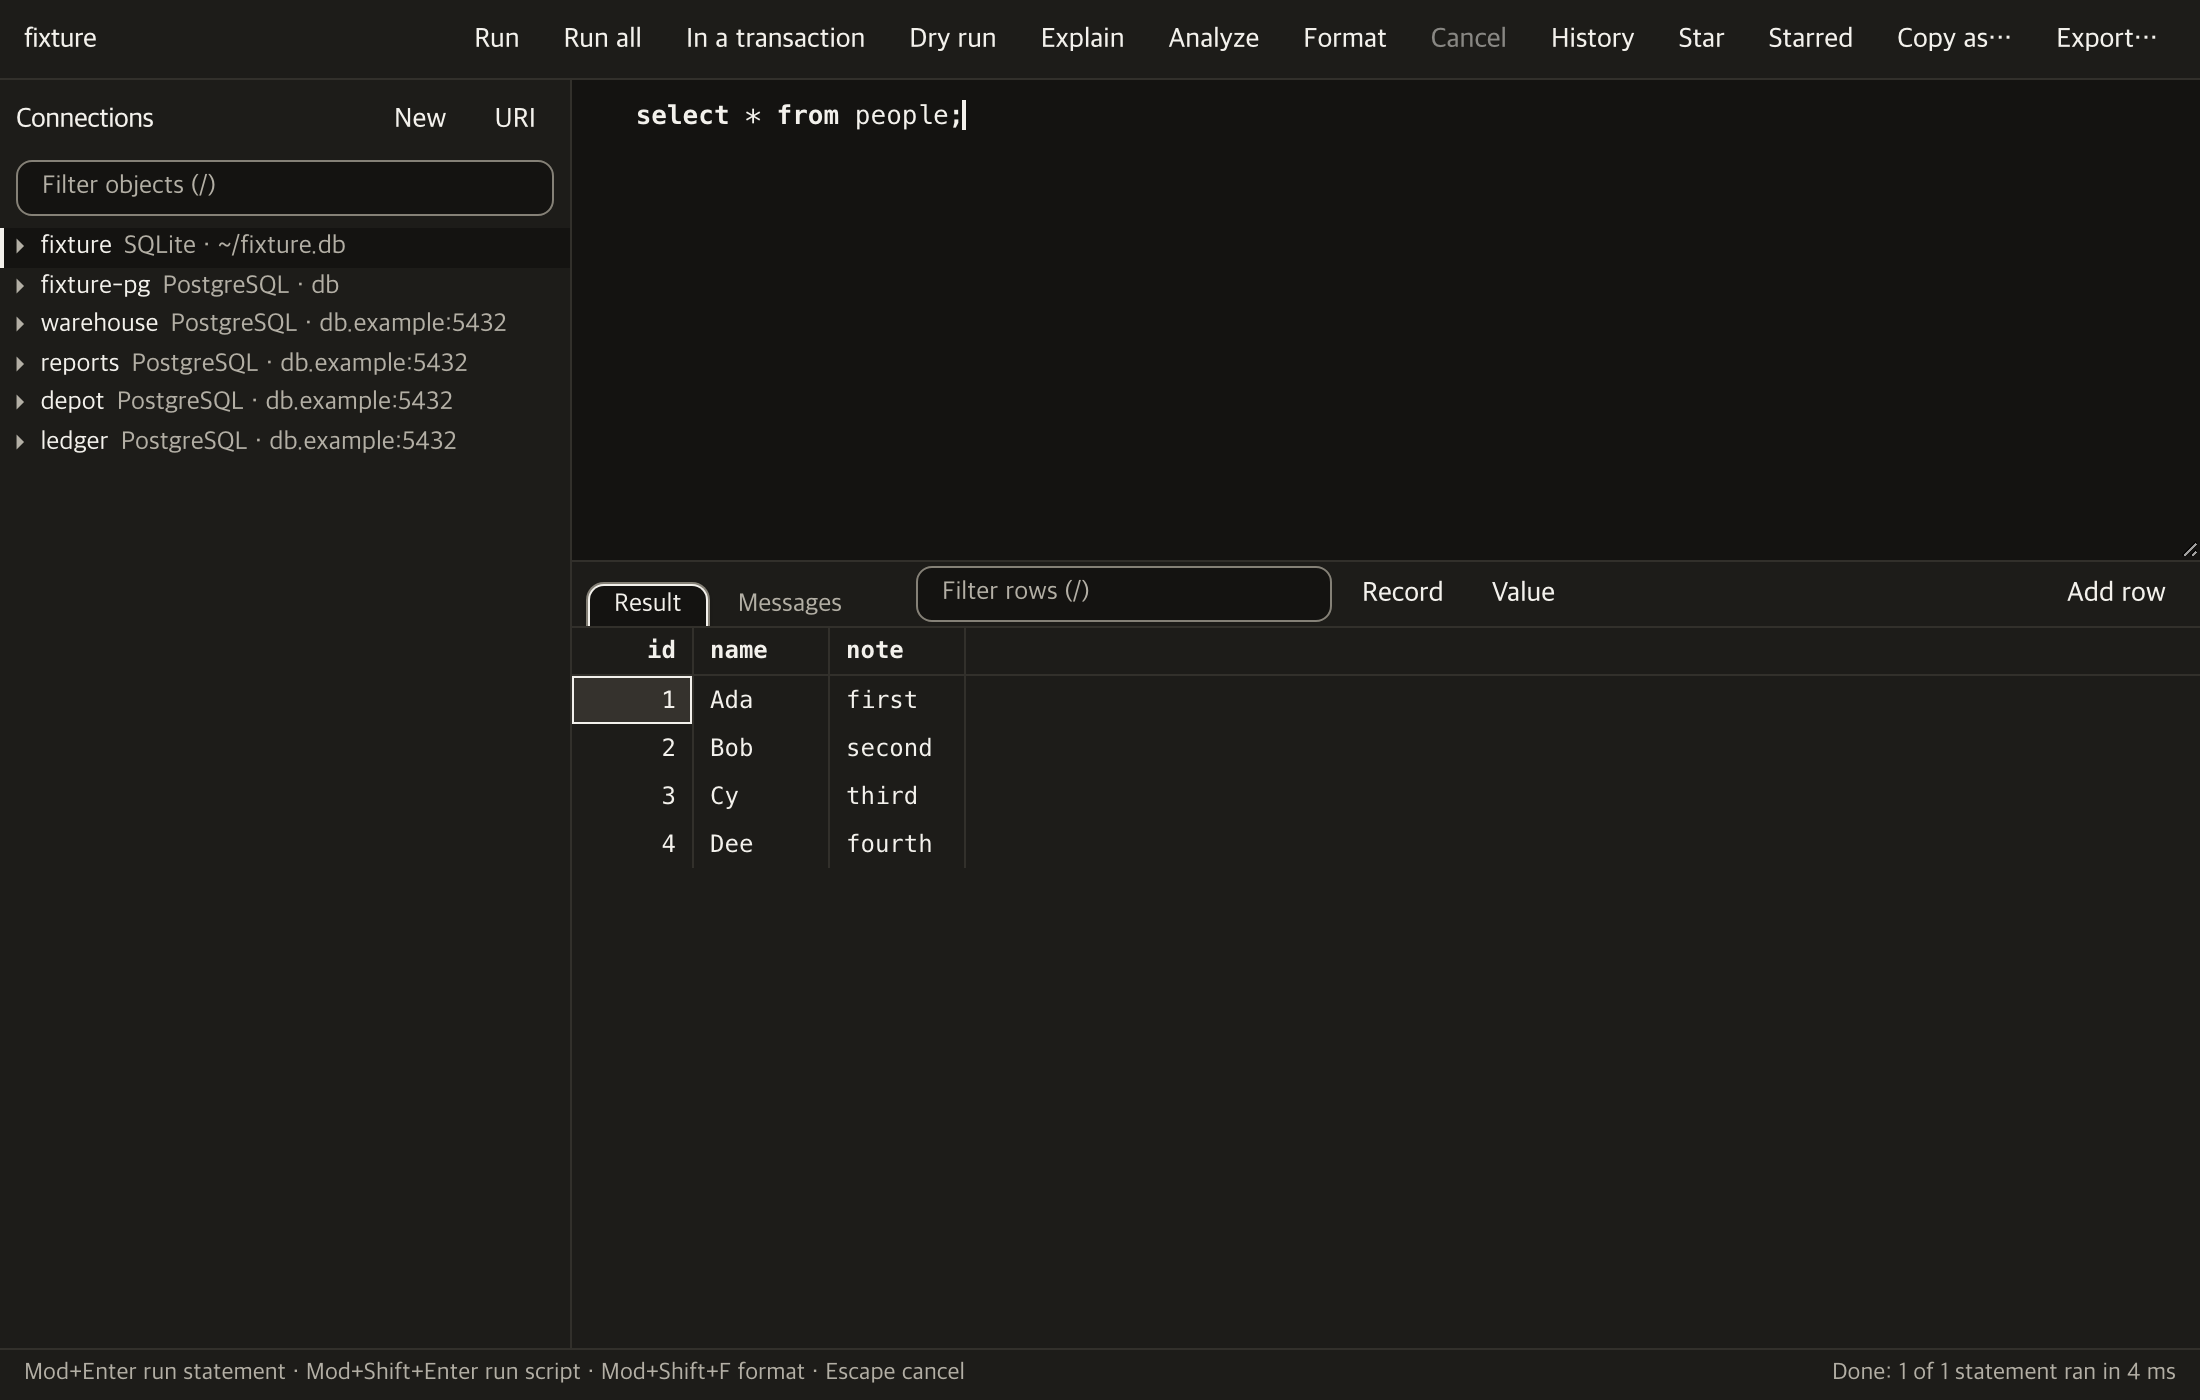 fixture Run Run all In a transaction Dry run Explain Analyze Format Cancel History Star Starred Copy as··· Export···
Connections New URI
Filter objects (/)
fixture SQLite · ~/fixture.db
fixture-pg PostgreSQL · db
warehouse PostgreSQL · db.example:5432
reports PostgreSQL · db.example:5432
depot PostgreSQL · db.example:5432
ledger PostgreSQL · db.example:5432
select * from people;
Result Messages Filter rows (/) Record Value Add row
id name note
1 Ada first
2 Bob second
3 Cy third
4 Dee fourth
Mod+Enter run statement · Mod+Shift+Enter run script · Mod+Shift+F format · Escape cancel Done: 1 of 1 statement ran in 4 ms